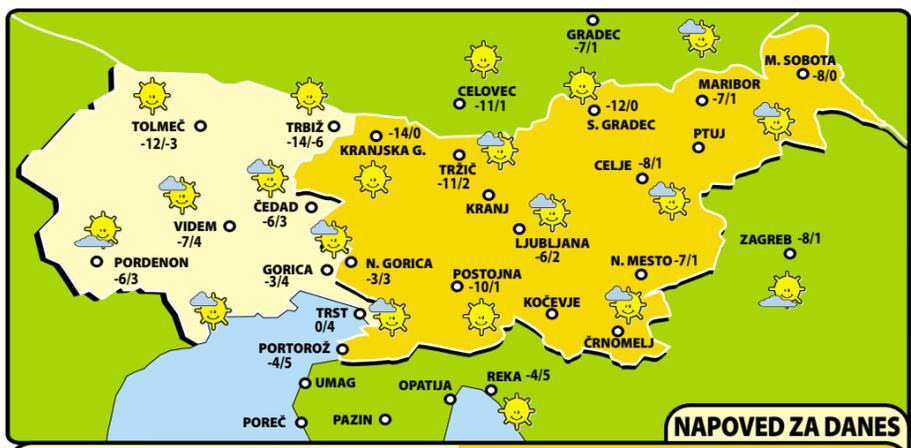 GRADEC
-7/1
M. SOBOTA
-8/0
CELOVEC
-11/1
MARIBOR
-7/1
-12/0
S. GRADEC
TOLMEČ
-12/-3
TRBIŽ
-14/-6
-14/0
KRANJSKA G.
PTUJ
TRŽIČ
-11/2
CELJE -8/1
KRANJ
ČEDAD
-6/3
VIDEM
-7/4
LJUBLJANA
-6/2
ZAGREB -8/1
PORDENON
-6/3
GORICA
-3/4
N. GORICA
-3/3
POSTOJNA
-10/1
N. MESTO -7/1
KOČEVJE
TRST
0/4
ČRNOMELJ
PORTOROŽ
-4/5
UMAG
OPATIJA
REKA -4/5
POREČ
PAZIN
NAPOVED ZA DANES